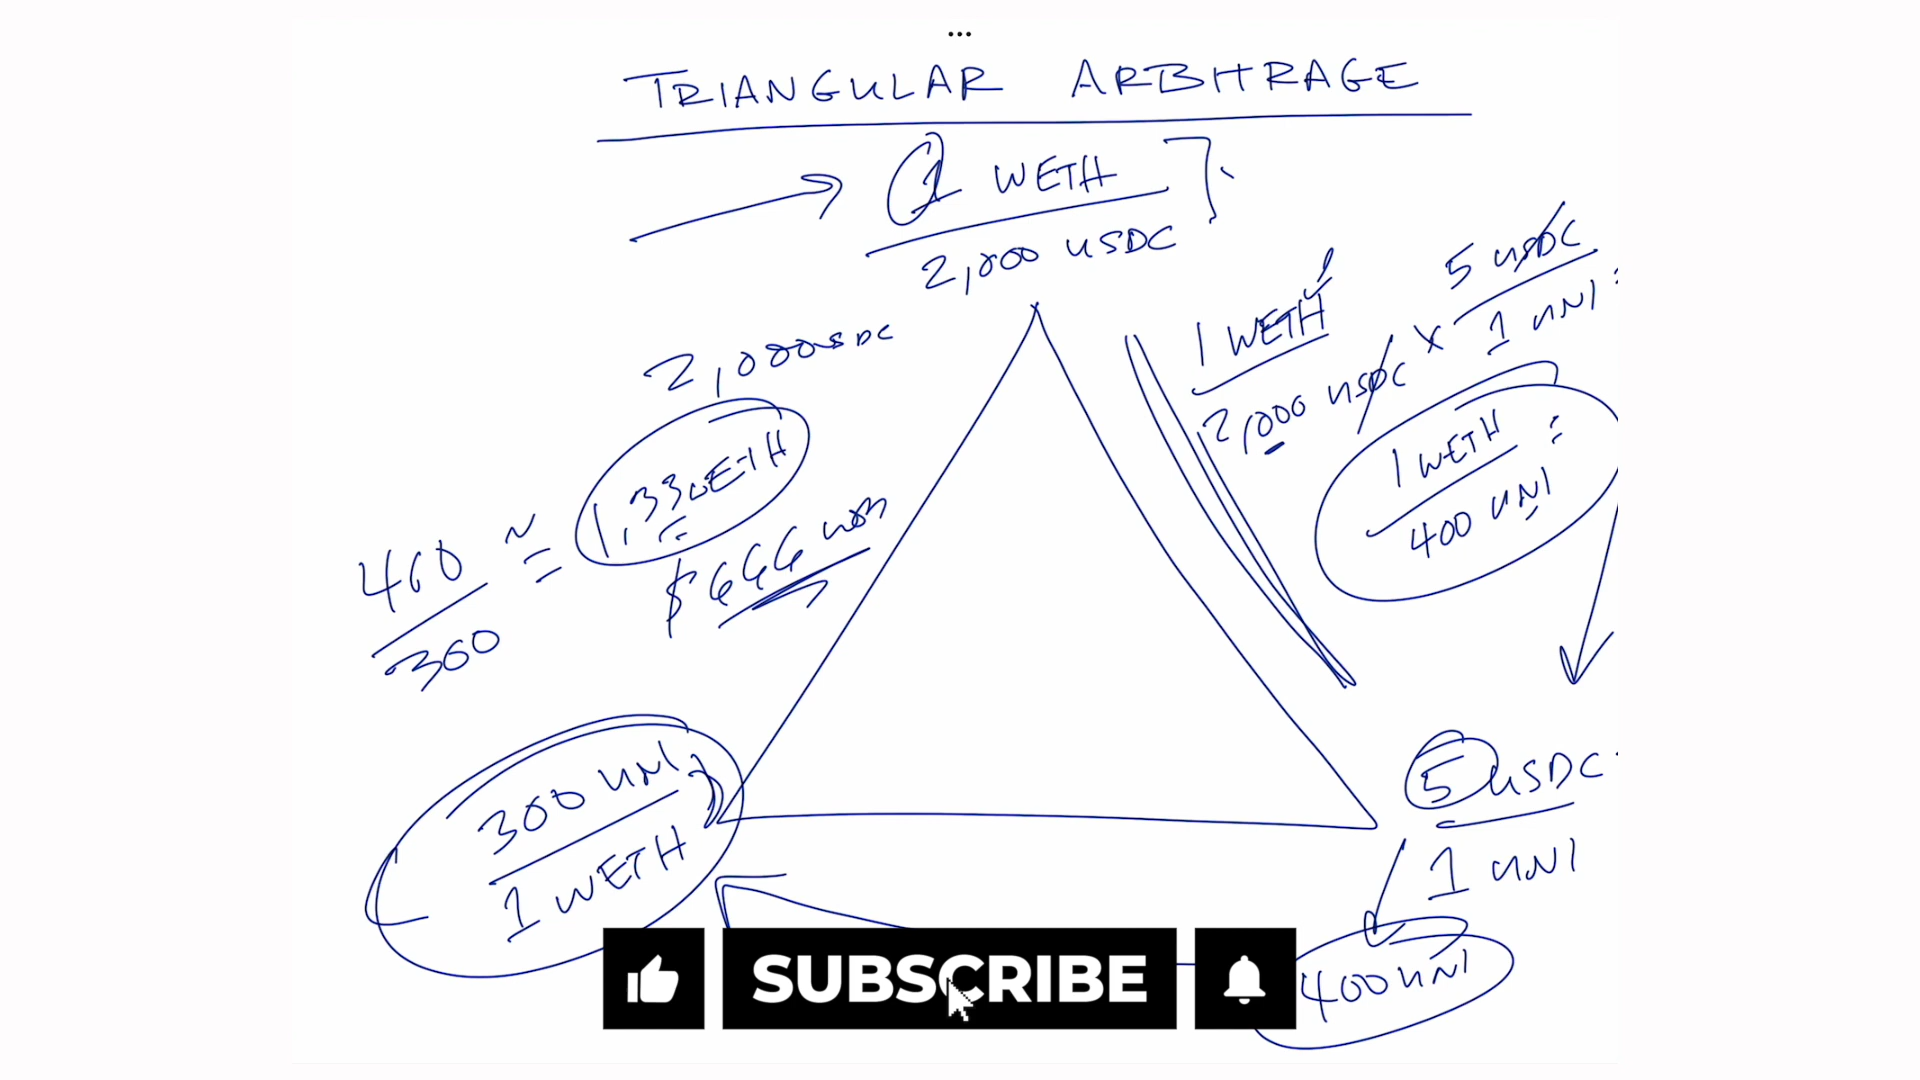 ...
TRIANGULAR ARBITRAGE
1 WETH
2,000 USDC
1 WETH
2,000 USDC
x
5 USDC
1 UNI
=
1 WETH
400 UNI
=
2,000 USDC
1,33 WETH
$666
400
300
≅
300 UNI
1 WETH
5 USDC
1 UNI
400 UNI
SUBSCRIBE